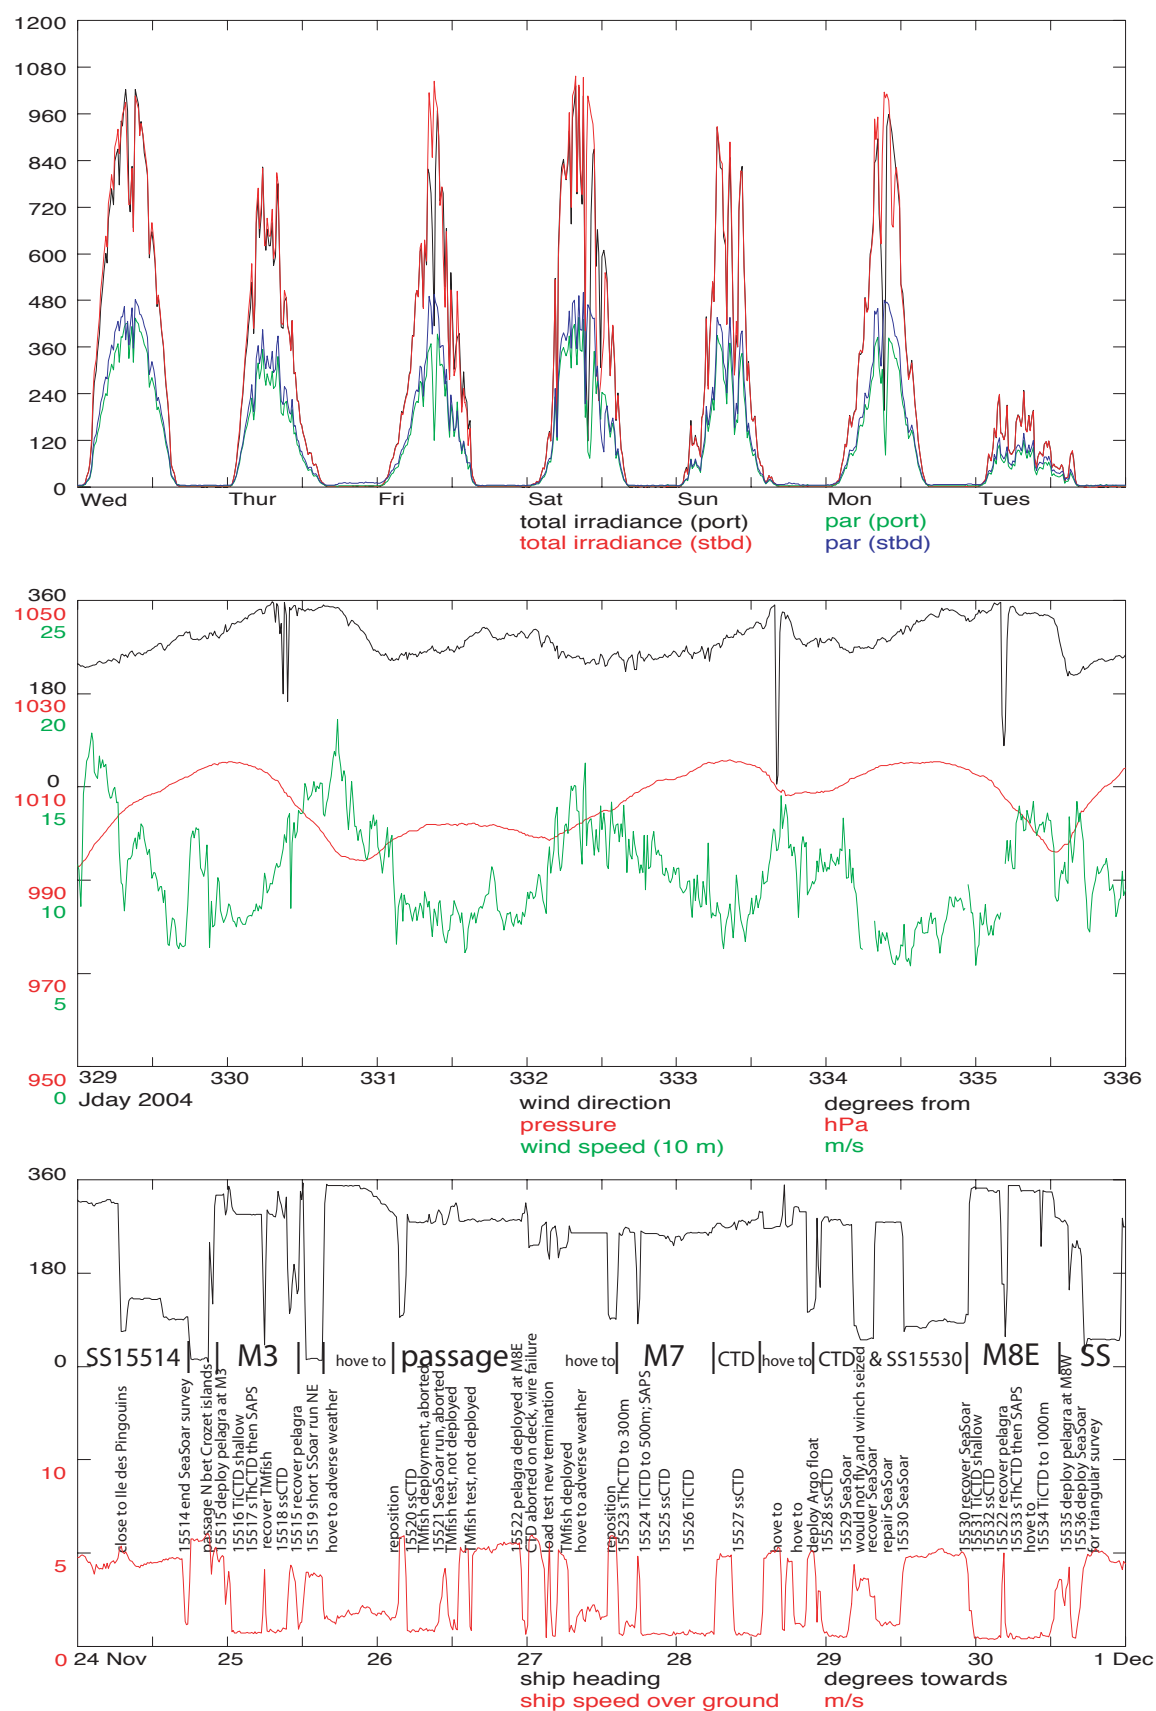 1200
1080
960
840
720
600
480
360
240
120
0
Wed Thur Fri Sat Sun Mon Tues
total irradiance (port) par (port)
total irradiance (stbd) par (stbd)
360
1050
25
180
1030
20
0
1010
15
990
10
970
5
950
0
329 330 331 332 333 334 335 336
Jday 2004
wind direction degrees from
pressure hPa
wind speed (10 m) m/s
360
180
0
10
5
0
SS15514 M3 hove to passage hove to M7 CTD hove to CTD & SS15530 M8E SS
close to Ile des Pingouins
15514 end SeaSoar survey
passage N bet Crozet islands
15515 deploy pelagra at M3
15516 TiCTD shallow
15517 sThCTD then SAPS
recover TMfish
15518 ssCTD
15515 recover pelagra
15519 short SSoar run NE
hove to adverse weather
reposition
15520 ssCTD
TMfish deployment, aborted
15521 SeaSoar run, aborted
TMfish test, not deployed
TMfish test, not deployed
15522 pelagra deployed at M8E
CTD aborted on deck, wire failure
load test new termination
TMfish deployed
hove to adverse weather
reposition
15523 sThCTD to 300m
15524 TiCTD to 500m; SAPS
15525 ssCTD
15526 TiCTD
15527 ssCTD
hove to
hove to
deploy Argo float
15528 ssCTD
15529 SeaSoar
would not fly, and winch seized
recover SeaSoar
repair SeaSoar
15530 SeaSoar
15530 recover SeaSoar
15531 TiCTD shallow
15532 ssCTD
15522 recover pelagra
15533 sThCTD then SAPS
hove to
15534 TiCTD to 1000m
15535 deploy pelagra at M8W
15536 deploy SeaSoar
for triangular survey
24 Nov 25 26 27 28 29 30 1 Dec
ship heading degrees towards
ship speed over ground m/s